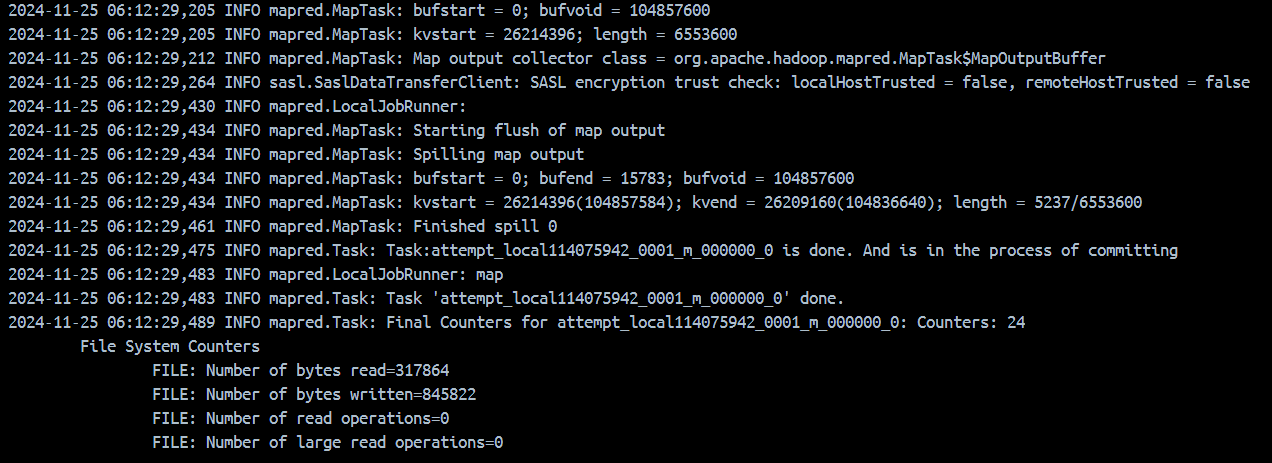 2024-11-25 06:12:29,205 INFO mapred.MapTask: bufstart = 0; bufvoid = 104857600
2024-11-25 06:12:29,205 INFO mapred.MapTask: kvstart = 26214396; length = 6553600
2024-11-25 06:12:29,212 INFO mapred.MapTask: Map output collector class = org.apache.hadoop.mapred.MapTask$MapOutputBuffer
2024-11-25 06:12:29,264 INFO sasl.SaslDataTransferClient: SASL encryption trust check: localHostTrusted = false, remoteHostTrusted = false
2024-11-25 06:12:29,430 INFO mapred.LocalJobRunner:
2024-11-25 06:12:29,434 INFO mapred.MapTask: Starting flush of map output
2024-11-25 06:12:29,434 INFO mapred.MapTask: Spilling map output
2024-11-25 06:12:29,434 INFO mapred.MapTask: bufstart = 0; bufend = 15783; bufvoid = 104857600
2024-11-25 06:12:29,434 INFO mapred.MapTask: kvstart = 26214396(104857584); kvend = 26209160(104836640); length = 5237/6553600
2024-11-25 06:12:29,461 INFO mapred.MapTask: Finished spill 0
2024-11-25 06:12:29,475 INFO mapred.Task: Task:attempt_local114075942_0001_m_000000_0 is done. And is in the process of committing
2024-11-25 06:12:29,483 INFO mapred.LocalJobRunner: map
2024-11-25 06:12:29,483 INFO mapred.Task: Task 'attempt_local114075942_0001_m_000000_0' done.
2024-11-25 06:12:29,489 INFO mapred.Task: Final Counters for attempt_local114075942_0001_m_000000_0: Counters: 24
File System Counters
FILE: Number of bytes read=317864
FILE: Number of bytes written=845822
FILE: Number of read operations=0
FILE: Number of large read operations=0